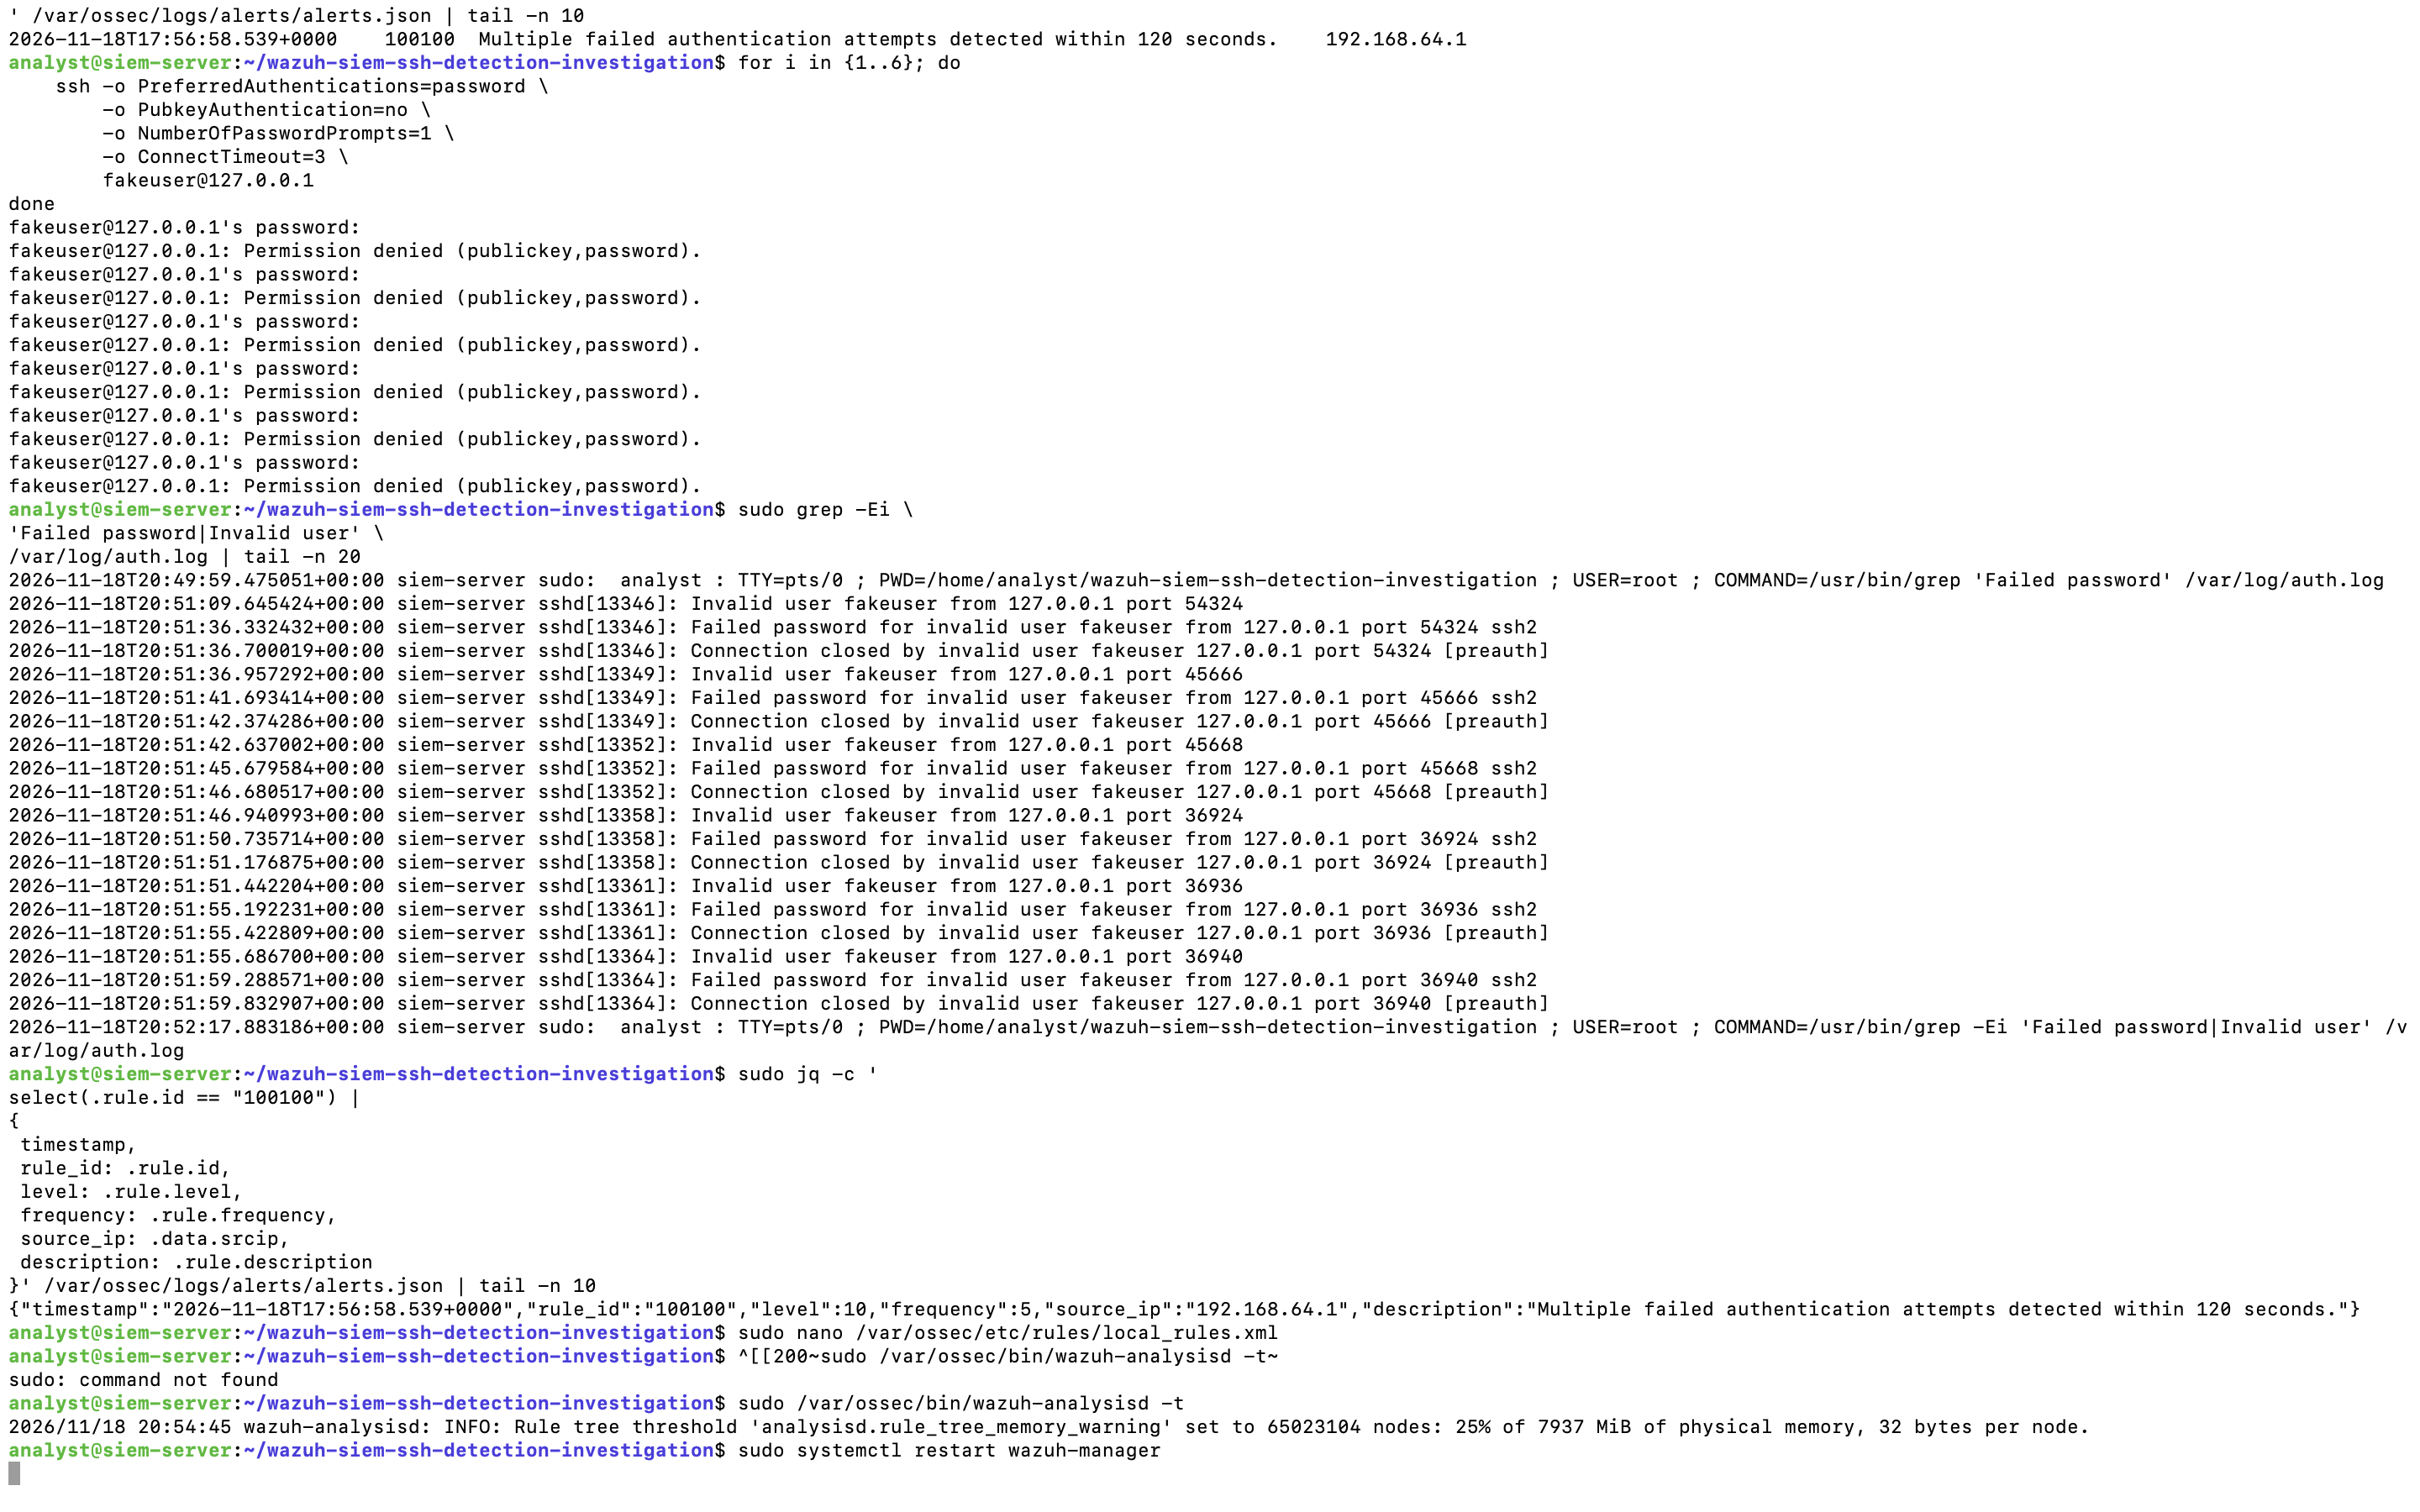 ' /var/ossec/logs/alerts/alerts.json | tail -n 10
2026-11-18T17:56:58.539+0000    100100  Multiple failed authentication attempts detected within 120 seconds.    192.168.64.1
analyst@siem-server:~/wazuh-siem-ssh-detection-investigation$ for i in {1..6}; do
    ssh -o PreferredAuthentications=password \
        -o PubkeyAuthentication=no \
        -o NumberOfPasswordPrompts=1 \
        -o ConnectTimeout=3 \
        fakeuser@127.0.0.1
done
fakeuser@127.0.0.1's password:
fakeuser@127.0.0.1: Permission denied (publickey,password).
fakeuser@127.0.0.1's password:
fakeuser@127.0.0.1: Permission denied (publickey,password).
fakeuser@127.0.0.1's password:
fakeuser@127.0.0.1: Permission denied (publickey,password).
fakeuser@127.0.0.1's password:
fakeuser@127.0.0.1: Permission denied (publickey,password).
fakeuser@127.0.0.1's password:
fakeuser@127.0.0.1: Permission denied (publickey,password).
fakeuser@127.0.0.1's password:
fakeuser@127.0.0.1: Permission denied (publickey,password).
analyst@siem-server:~/wazuh-siem-ssh-detection-investigation$ sudo grep -Ei \
'Failed password|Invalid user' \
/var/log/auth.log | tail -n 20
2026-11-18T20:49:59.475051+00:00 siem-server sudo:  analyst : TTY=pts/0 ; PWD=/home/analyst/wazuh-siem-ssh-detection-investigation ; USER=root ; COMMAND=/usr/bin/grep 'Failed password' /var/log/auth.log
2026-11-18T20:51:09.645424+00:00 siem-server sshd[13346]: Invalid user fakeuser from 127.0.0.1 port 54324
2026-11-18T20:51:36.332432+00:00 siem-server sshd[13346]: Failed password for invalid user fakeuser from 127.0.0.1 port 54324 ssh2
2026-11-18T20:51:36.700019+00:00 siem-server sshd[13346]: Connection closed by invalid user fakeuser 127.0.0.1 port 54324 [preauth]
2026-11-18T20:51:36.957292+00:00 siem-server sshd[13349]: Invalid user fakeuser from 127.0.0.1 port 45666
2026-11-18T20:51:41.693414+00:00 siem-server sshd[13349]: Failed password for invalid user fakeuser from 127.0.0.1 port 45666 ssh2
2026-11-18T20:51:42.374286+00:00 siem-server sshd[13349]: Connection closed by invalid user fakeuser 127.0.0.1 port 45666 [preauth]
2026-11-18T20:51:42.637002+00:00 siem-server sshd[13352]: Invalid user fakeuser from 127.0.0.1 port 45668
2026-11-18T20:51:45.679584+00:00 siem-server sshd[13352]: Failed password for invalid user fakeuser from 127.0.0.1 port 45668 ssh2
2026-11-18T20:51:46.680517+00:00 siem-server sshd[13352]: Connection closed by invalid user fakeuser 127.0.0.1 port 45668 [preauth]
2026-11-18T20:51:46.940993+00:00 siem-server sshd[13358]: Invalid user fakeuser from 127.0.0.1 port 36924
2026-11-18T20:51:50.735714+00:00 siem-server sshd[13358]: Failed password for invalid user fakeuser from 127.0.0.1 port 36924 ssh2
2026-11-18T20:51:51.176875+00:00 siem-server sshd[13358]: Connection closed by invalid user fakeuser 127.0.0.1 port 36924 [preauth]
2026-11-18T20:51:51.442204+00:00 siem-server sshd[13361]: Invalid user fakeuser from 127.0.0.1 port 36936
2026-11-18T20:51:55.192231+00:00 siem-server sshd[13361]: Failed password for invalid user fakeuser from 127.0.0.1 port 36936 ssh2
2026-11-18T20:51:55.422809+00:00 siem-server sshd[13361]: Connection closed by invalid user fakeuser 127.0.0.1 port 36936 [preauth]
2026-11-18T20:51:55.686700+00:00 siem-server sshd[13364]: Invalid user fakeuser from 127.0.0.1 port 36940
2026-11-18T20:51:59.288571+00:00 siem-server sshd[13364]: Failed password for invalid user fakeuser from 127.0.0.1 port 36940 ssh2
2026-11-18T20:51:59.832907+00:00 siem-server sshd[13364]: Connection closed by invalid user fakeuser 127.0.0.1 port 36940 [preauth]
2026-11-18T20:52:17.883186+00:00 siem-server sudo:  analyst : TTY=pts/0 ; PWD=/home/analyst/wazuh-siem-ssh-detection-investigation ; USER=root ; COMMAND=/usr/bin/grep -Ei 'Failed password|Invalid user' /v
ar/log/auth.log
analyst@siem-server:~/wazuh-siem-ssh-detection-investigation$ sudo jq -c '
select(.rule.id == "100100") |
{
 timestamp,
 rule_id: .rule.id,
 level: .rule.level,
 frequency: .rule.frequency,
 source_ip: .data.srcip,
 description: .rule.description
}' /var/ossec/logs/alerts/alerts.json | tail -n 10
{"timestamp":"2026-11-18T17:56:58.539+0000","rule_id":"100100","level":10,"frequency":5,"source_ip":"192.168.64.1","description":"Multiple failed authentication attempts detected within 120 seconds."}
analyst@siem-server:~/wazuh-siem-ssh-detection-investigation$ sudo nano /var/ossec/etc/rules/local_rules.xml
analyst@siem-server:~/wazuh-siem-ssh-detection-investigation$ ^[[200~sudo /var/ossec/bin/wazuh-analysisd -t~
sudo: command not found
analyst@siem-server:~/wazuh-siem-ssh-detection-investigation$ sudo /var/ossec/bin/wazuh-analysisd -t
2026/11/18 20:54:45 wazuh-analysisd: INFO: Rule tree threshold 'analysisd.rule_tree_memory_warning' set to 65023104 nodes: 25% of 7937 MiB of physical memory, 32 bytes per node.
analyst@siem-server:~/wazuh-siem-ssh-detection-investigation$ sudo systemctl restart wazuh-manager